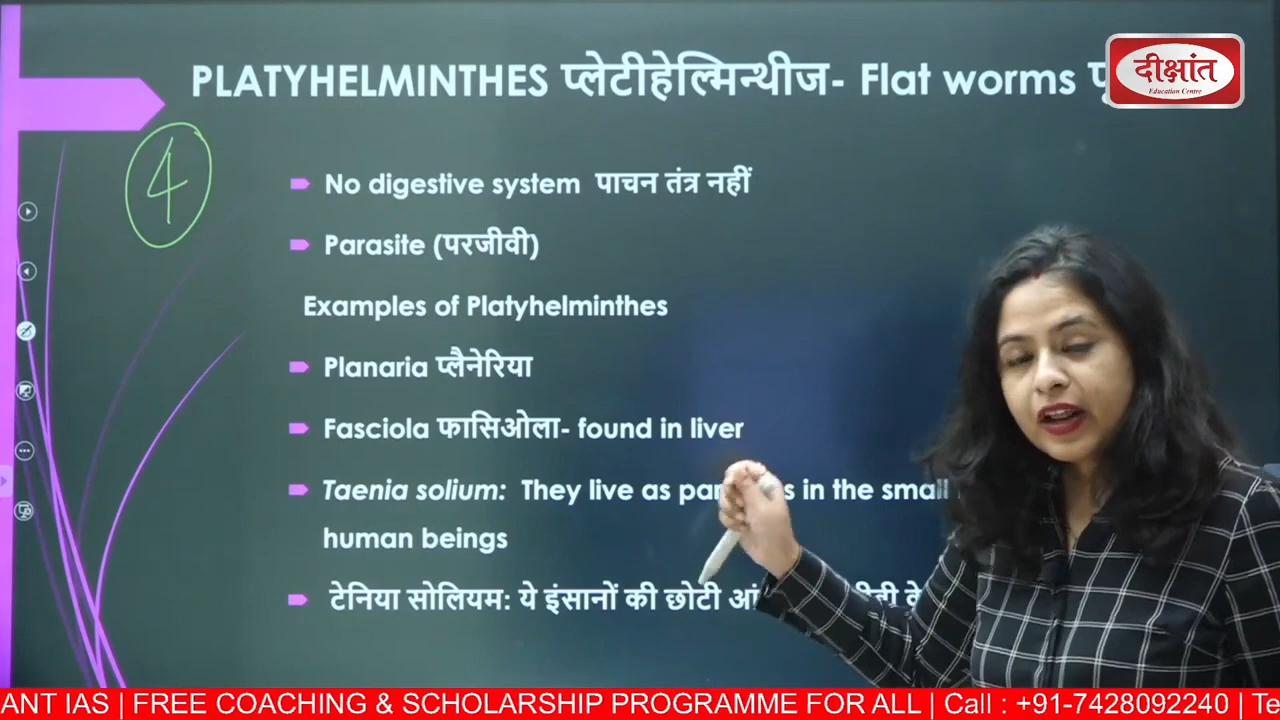 PLATYHELMINTHES प्लेटीहेल्मिन्थीज- Flat worms
दीक्षांत
Education Centre
4
No digestive system पाचन तंत्र नहीं
Parasite (परजीवी)
Examples of Platyhelminthes
Planaria प्लैनेरिया
Fasciola फासिओला- found in liver
Taenia solium: They live as in the small
human beings
टेनिया सोलियम: ये इंसानों की छोटी
ANT IAS | FREE COACHING & SCHOLARSHIP PROGRAMME FOR ALL | Call : +91-7428092240 | Te